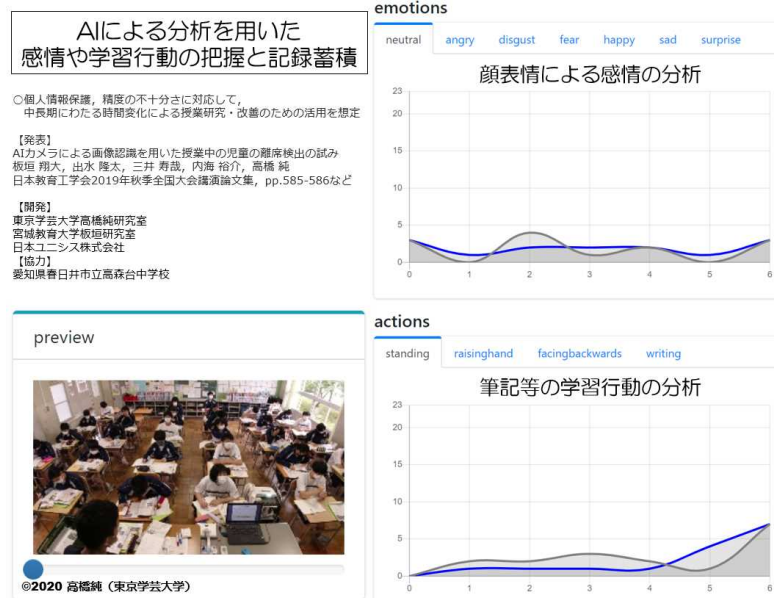 AIによる分析を用いた
感情や学習行動の把握と記録蓄積
○個人情報保護，精度の不十分さに対応して，
中長期にわたる時間変化による授業研究・改善のための活用を想定
【発表】
AIカメラによる画像認識を用いた授業中の児童の離席検出の試み
板垣 翔大，出水 隆太，三井 寿哉，内海 裕介，高橋 純
日本教育工学会2019年秋季全国大会講演論文集，pp.585-586など
【開発】
東京学芸大学高橋純研究室
宮城教育大学板垣研究室
日本ユニシス株式会社
【協力】
愛知県春日井市立高森台中学校
preview
©2020 高橋純（東京学芸大学）
emotions
neutral angry disgust fear happy sad surprise
顔表情による感情の分析
23
20
15
10
5
0
0 1 2 3 4 5 6
actions
standing raisinghand facingbackwards writing
筆記等の学習行動の分析
23
20
15
10
5
0
0 1 2 3 4 5 6